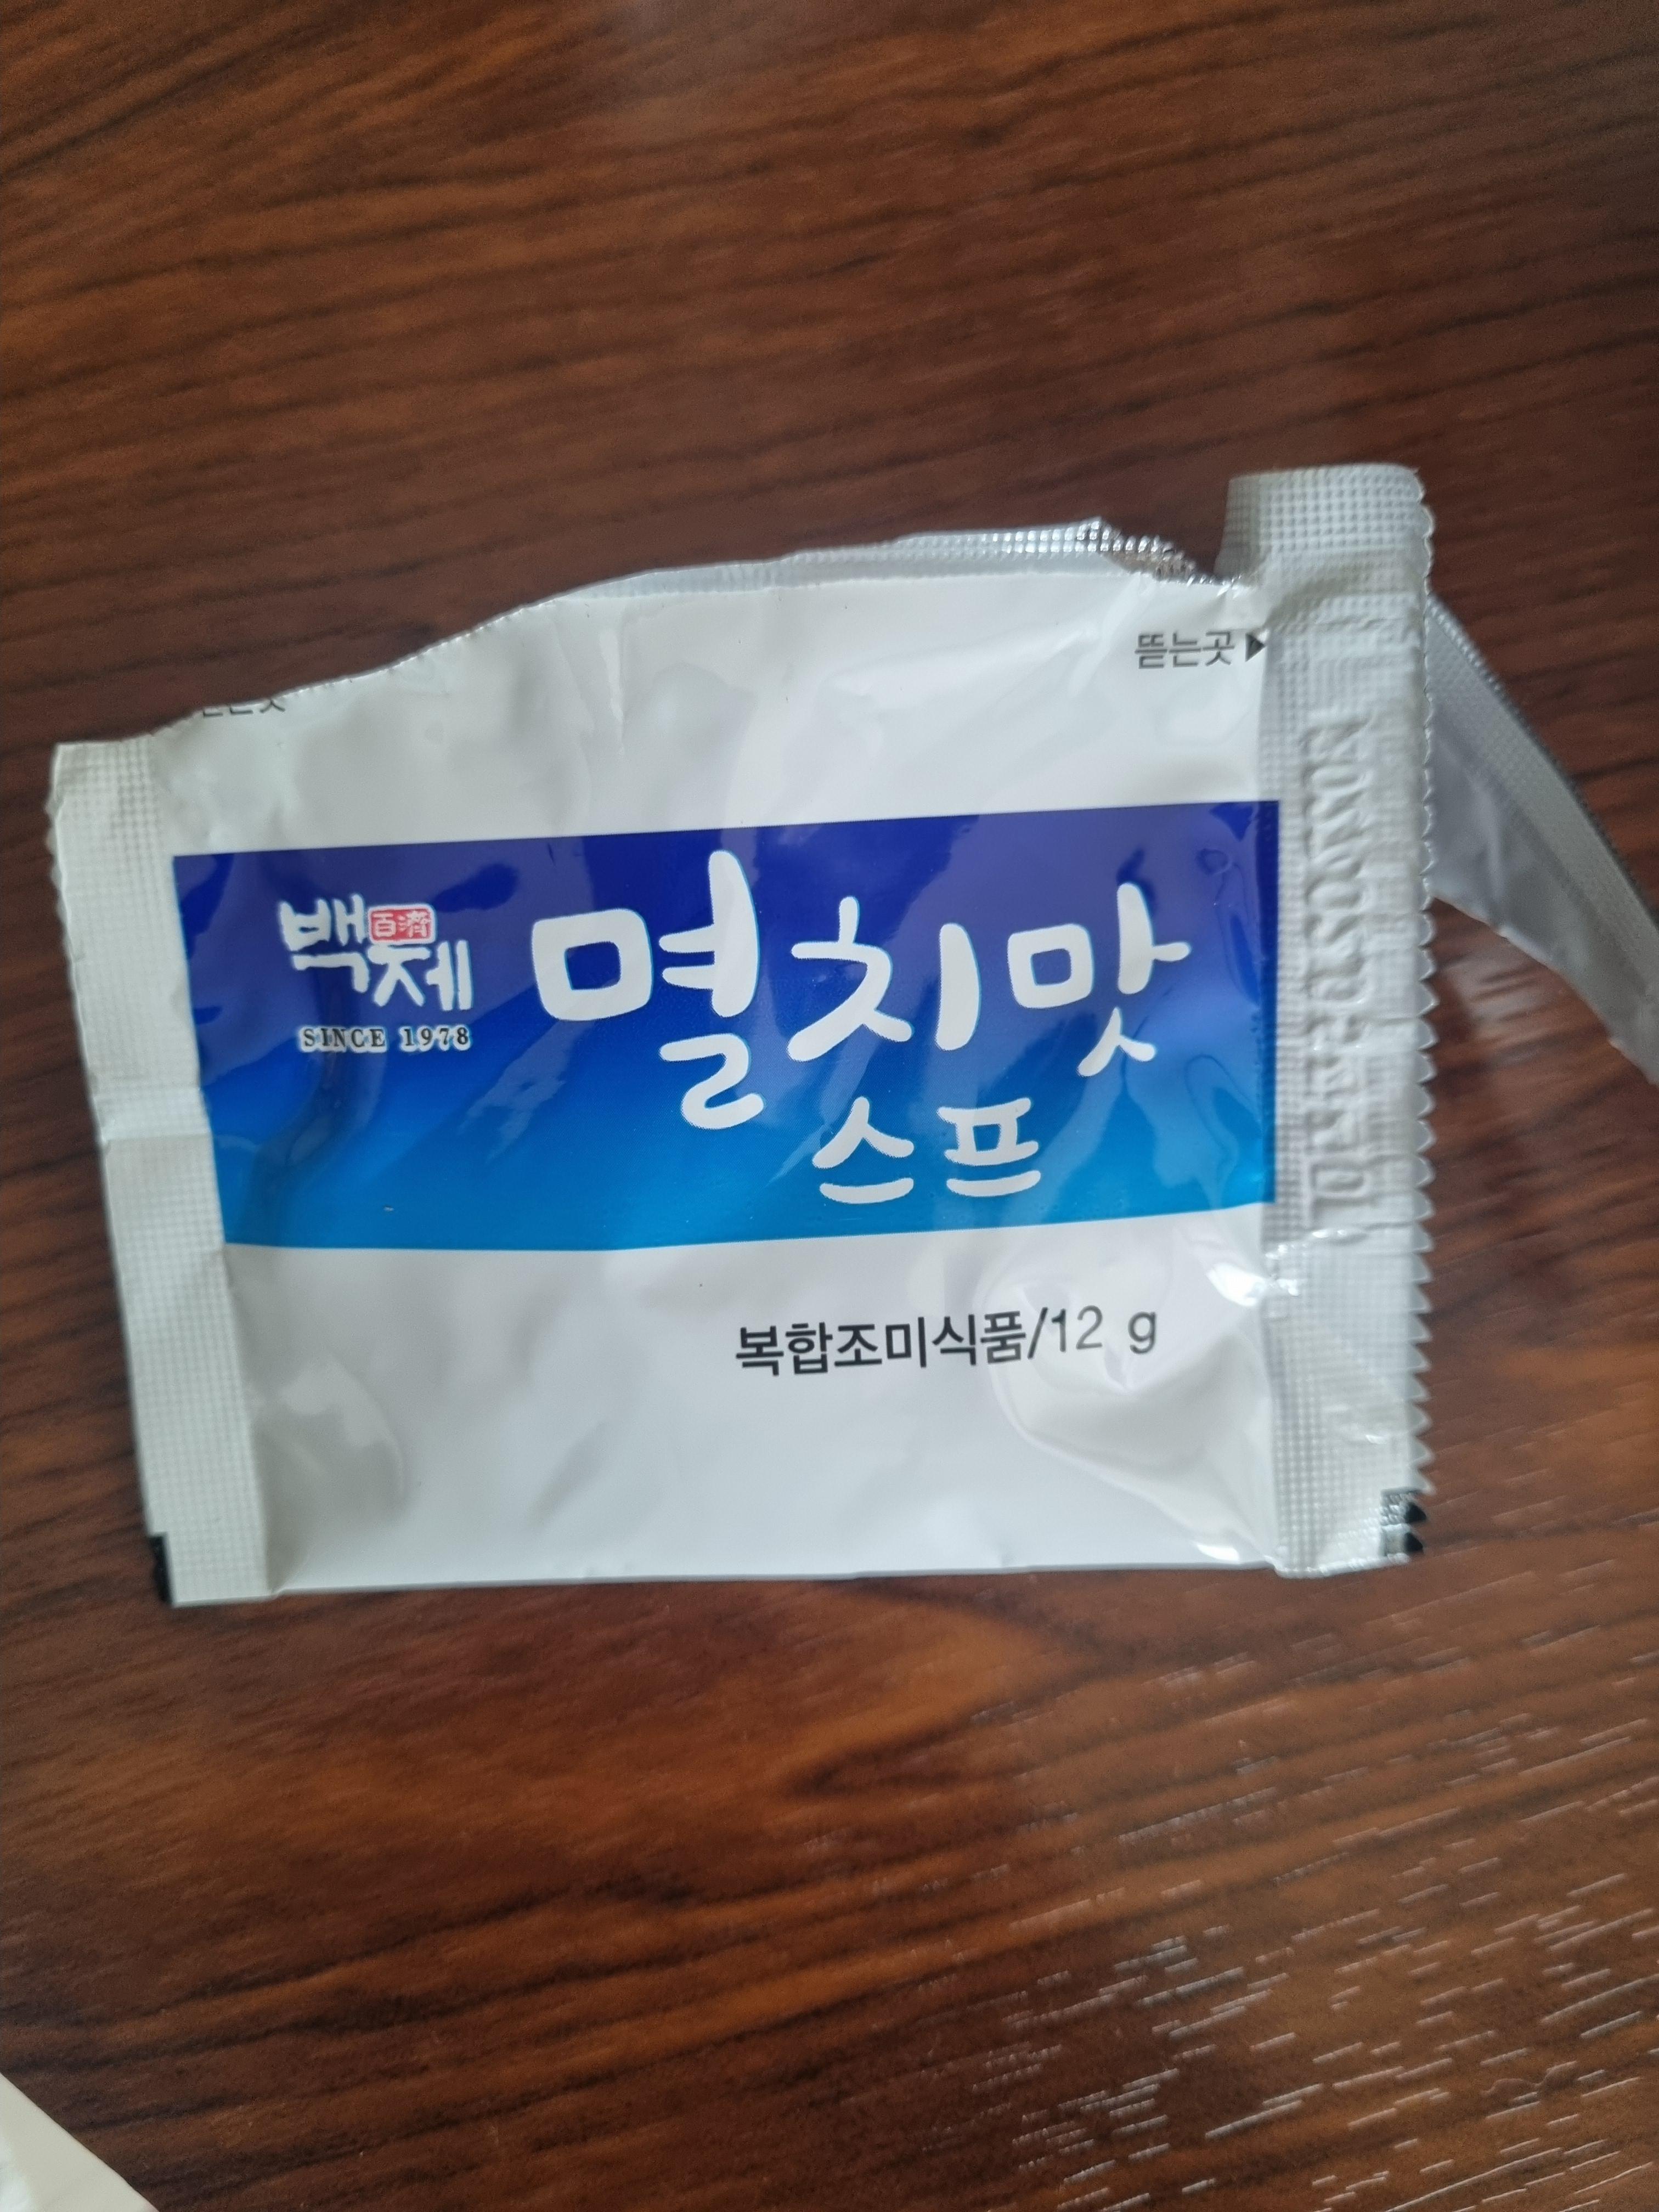 뜯는곳▶
백제
百濟
SINCE 1978
멸치맛
스프
복합조미식품/12 g